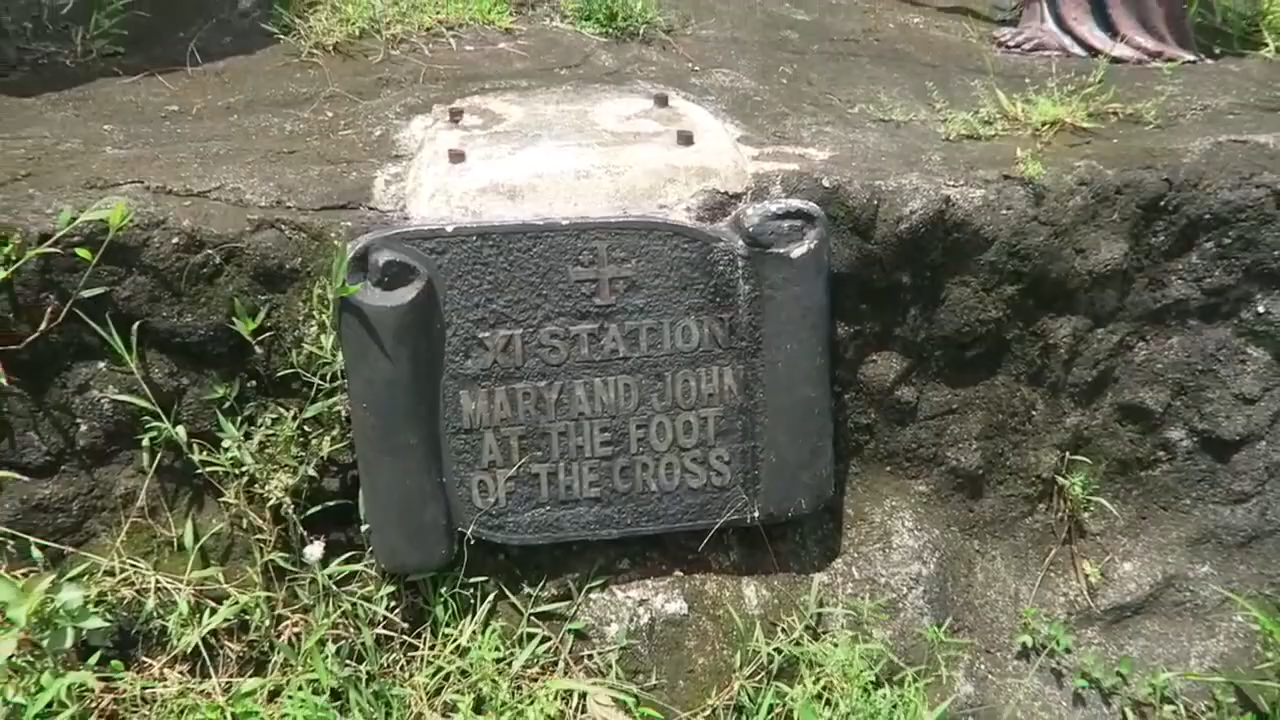 XI STATION
MARY AND JOHN
AT THE FOOT
OF THE CROSS